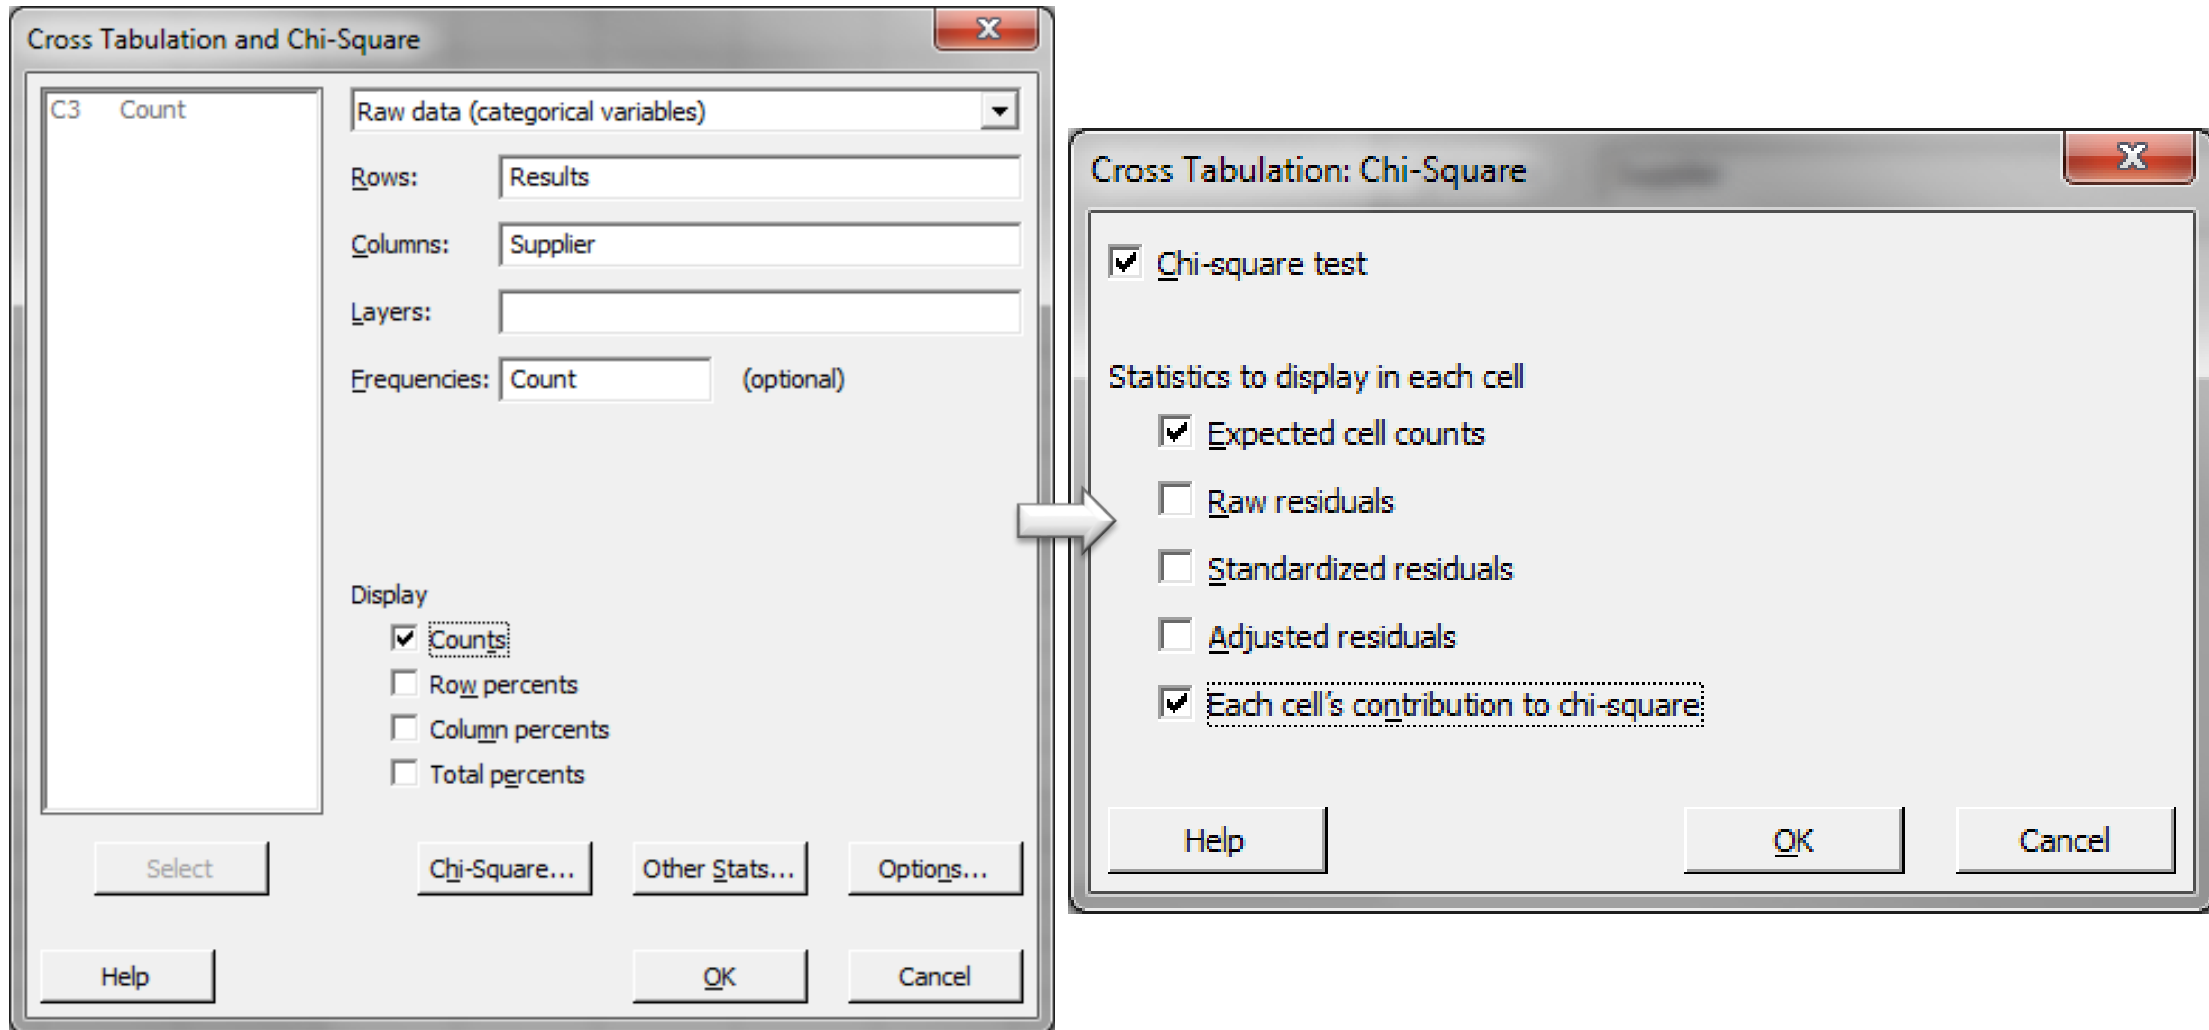 Cross Tabulation and Chi-Square
C3 Count
Raw data (categorical variables)
Rows: Results
Columns: Supplier
Layers:
Frequencies: Count (optional)
Display
Counts
Row percents
Column percents
Total percents
Select Chi-Square... Other Stats... Options...
Help OK Cancel
Cross Tabulation: Chi-Square
Chi-square test
Statistics to display in each cell
Expected cell counts
Raw residuals
Standardized residuals
Adjusted residuals
Each cell's contribution to chi-square
Help OK Cancel